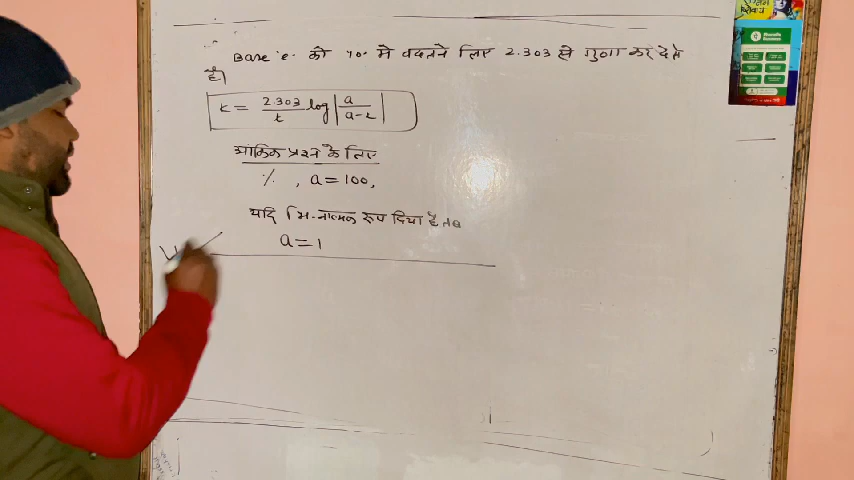 Base 'e' को '10' मे बदलने लिए 2.303 से गुणा कर देते
है।
K = 2.303/t log |a/a-x|
आंकिक प्रश्न के लिए
% , a = 100,
यदि भिन्नात्मक रूप दिया है तब
a = 1